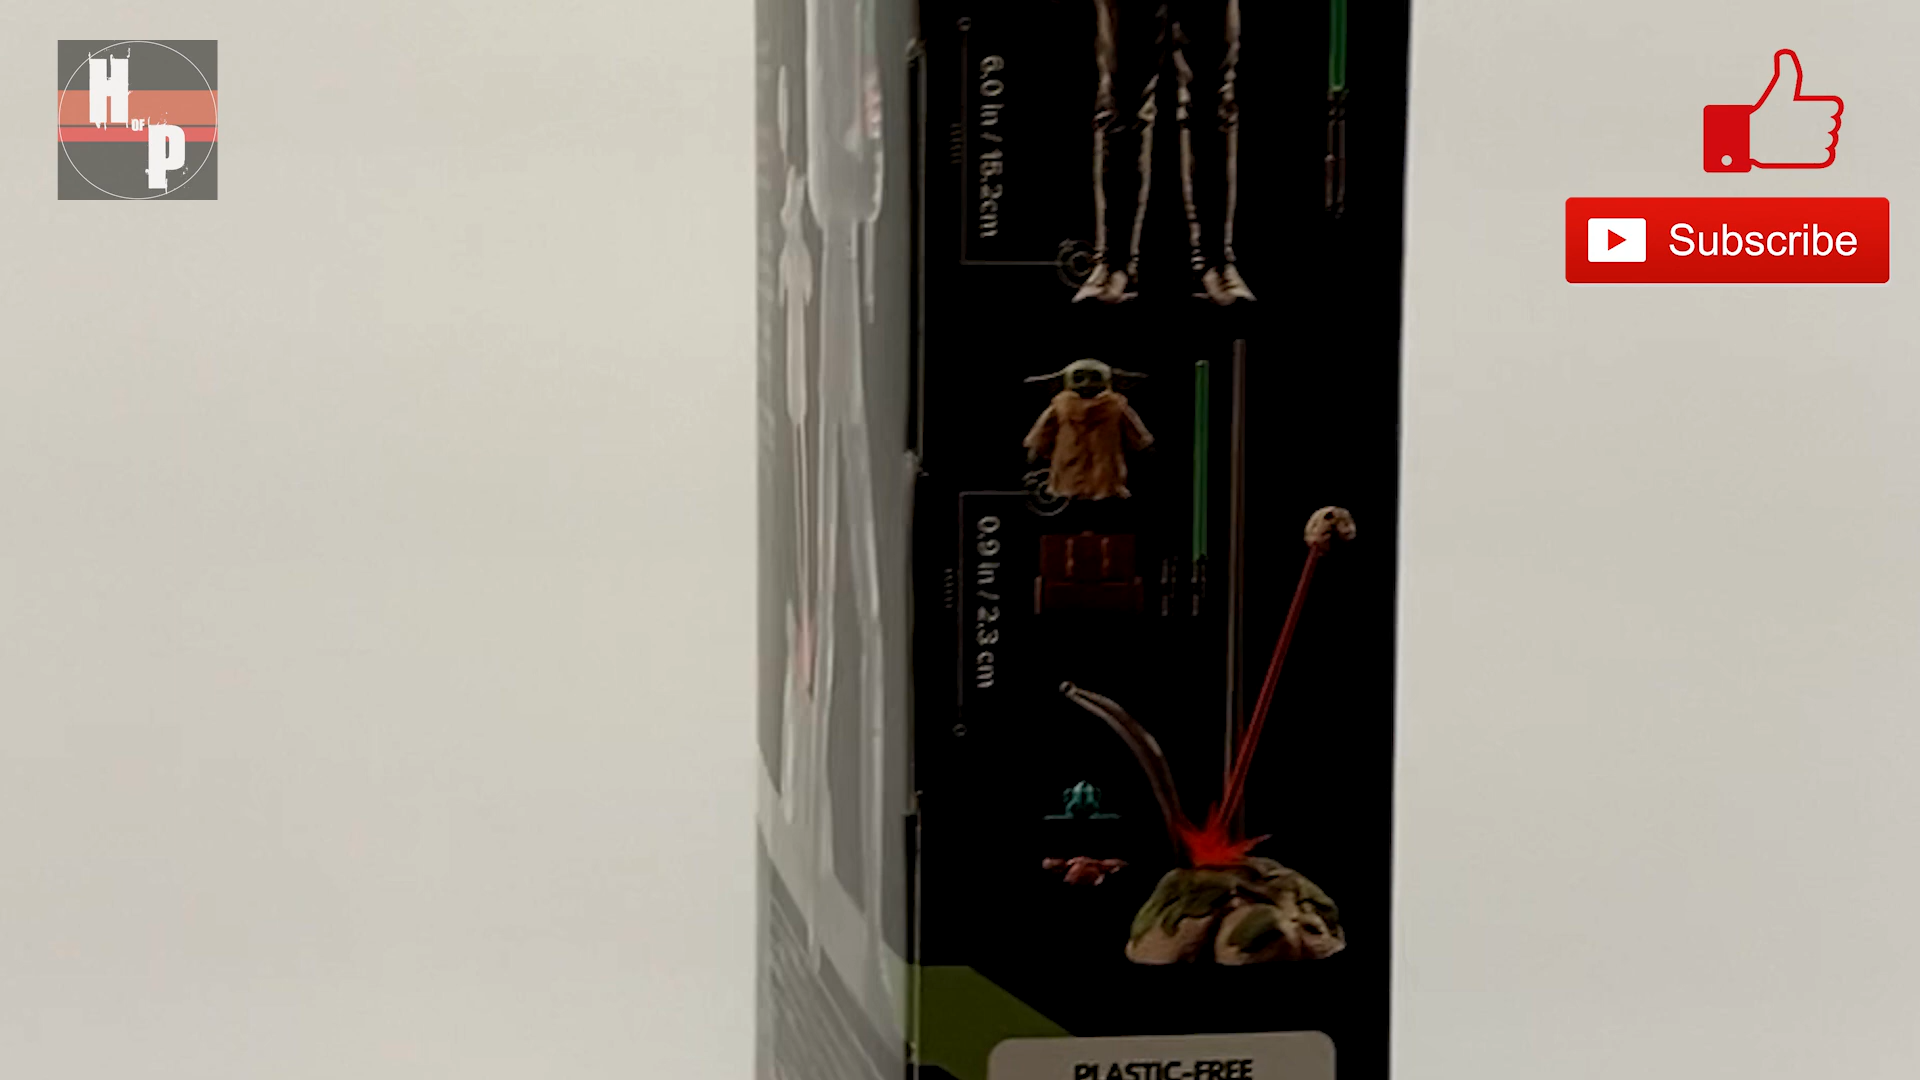 H
OF
P
Subscribe
6.0 in / 15.2cm
0.9 in / 2.3 cm
PLASTIC-FREE